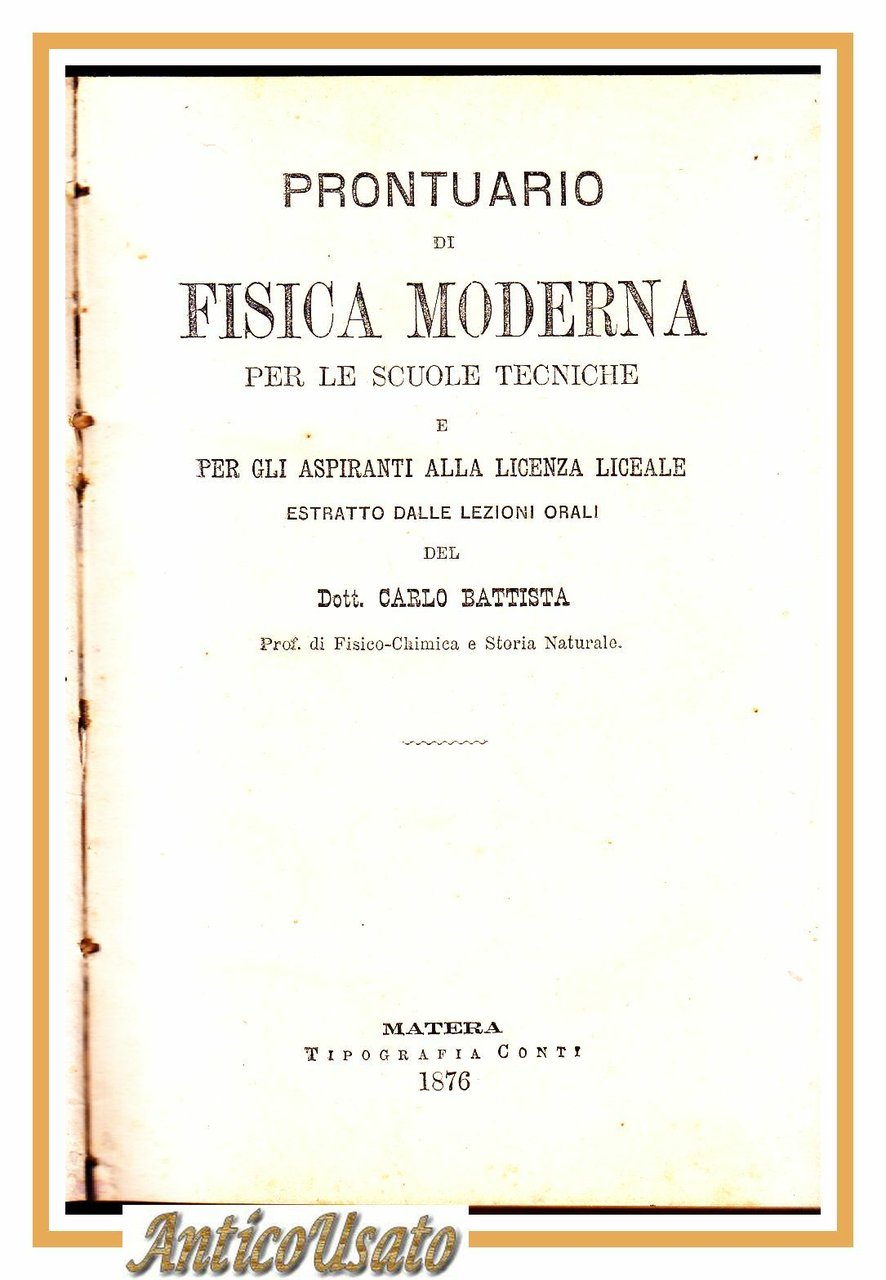 PRONTUARIO
DI
FISICA MODERNA
PER LE SCUOLE TECNICHE
E
PER GLI ASPIRANTI ALLA LICENZA LICEALE
ESTRATTO DALLE LEZIONI ORALI
DEL
Dott. CARLO BATTISTA
Prof. di Fisico-Chimica e Storia Naturale.
MATERA
TIPOGRAFIA CONTI
1876
AnticoUsato